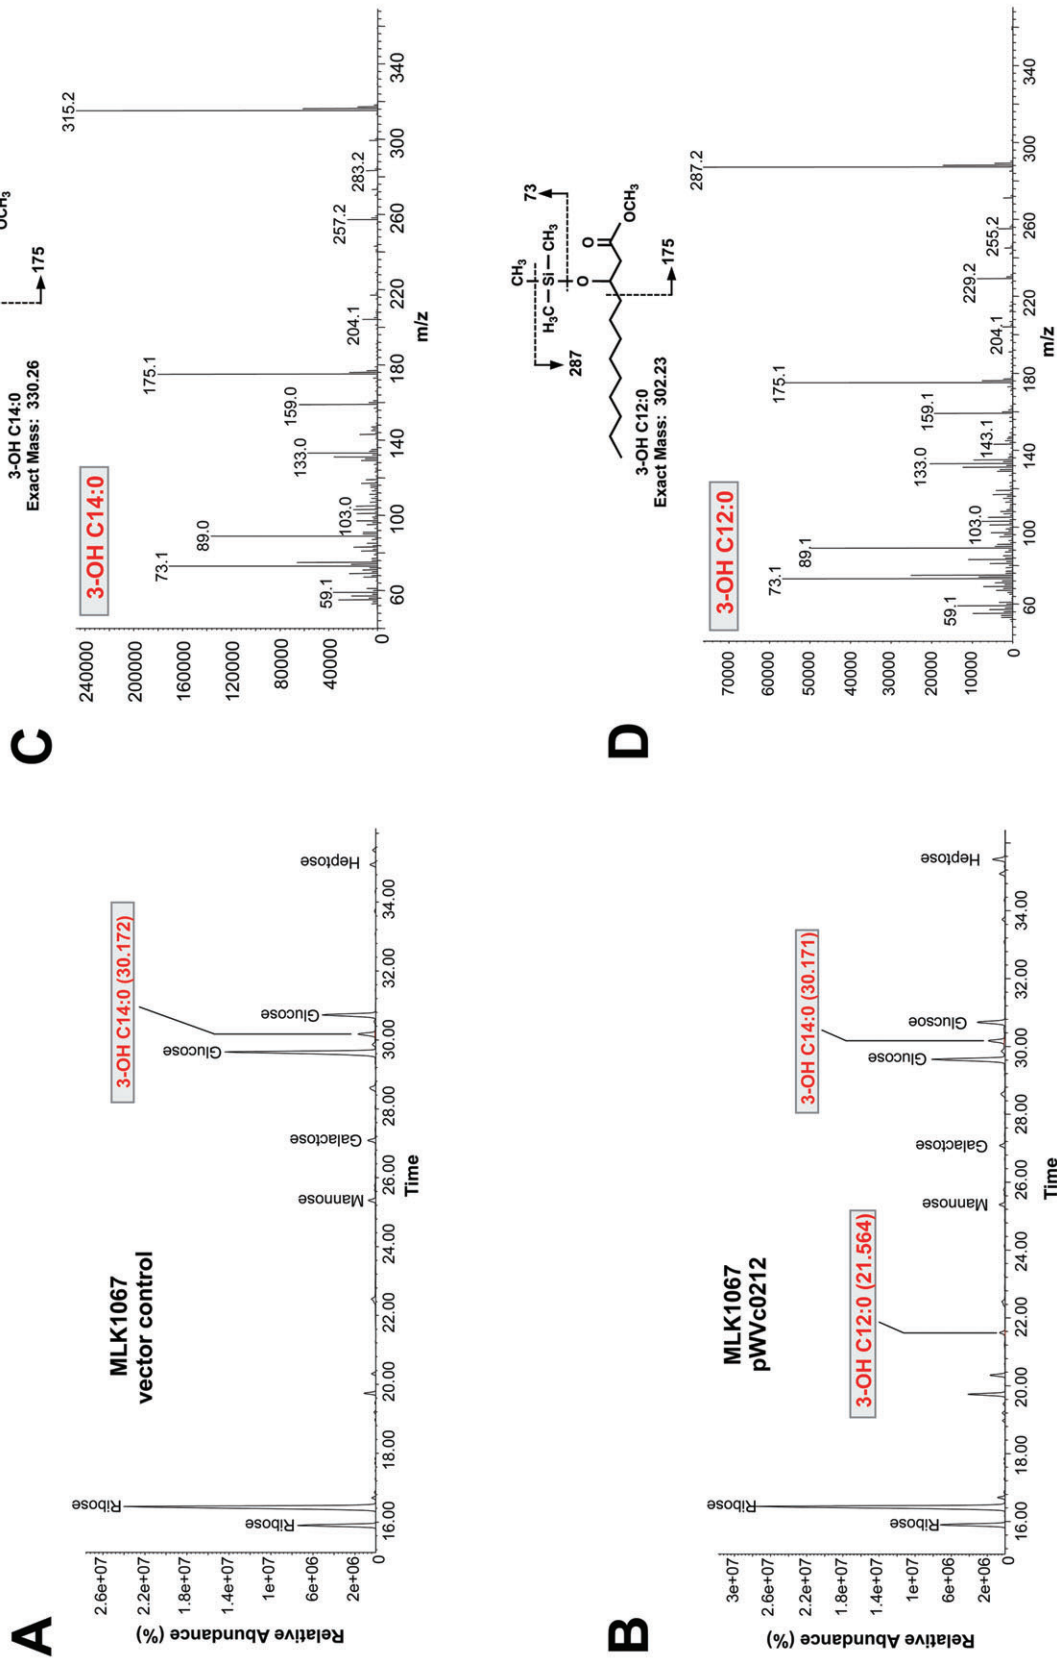 A
Relative Abundance (%)
2.6e+07
2.2e+07
1.8e+07
1.4e+07
1e+07
6e+06
2e+06
0
MLK1067
vector control
Ribose
Ribose
Mannose
Galactose
Glucose
3-OH C14:0 (30.172)
Glucose
Heptose
16.00 18.00 20.00 22.00 24.00 26.00 28.00 30.00 32.00 34.00
Time
B
Relative Abundance (%)
3e+07
2.6e+07
2.2e+07
1.8e+07
1.4e+07
1e+07
6e+06
2e+06
0
MLK1067
pWVc0212
Ribose
Ribose
3-OH C12:0 (21.564)
Mannose
Galactose
Glucose
3-OH C14:0 (30.171)
Glucsoe
Heptose
16.00 18.00 20.00 22.00 24.00 26.00 28.00 30.00 32.00 34.00
Time
C
3-OH C14:0
240000
200000
160000
120000
80000
40000
0
59.1
73.1
89.0
103.0
133.0
159.0
175.1
204.1
257.2
283.2
315.2
60 100 140 180 220 260 300 340
m/z
3-OH C14:0
Exact Mass: 330.26
175
OCH3
D
3-OH C12:0
70000
60000
50000
40000
30000
20000
10000
0
59.1
73.1
89.1
103.0
133.0
143.1
159.1
175.1
204.1
229.2
255.2
287.2
60 100 140 180 220 260 300 340
m/z
CH3
H3C Si CH3
73
287
O
O
OCH3
175
3-OH C12:0
Exact Mass: 302.23